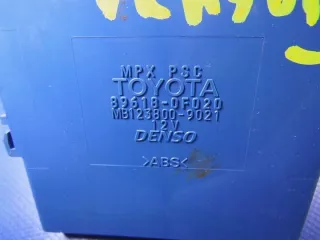 MPX PSC
TOYOTA
89618-0F020
MB123800-9021
12V
DENSO
>ABS<